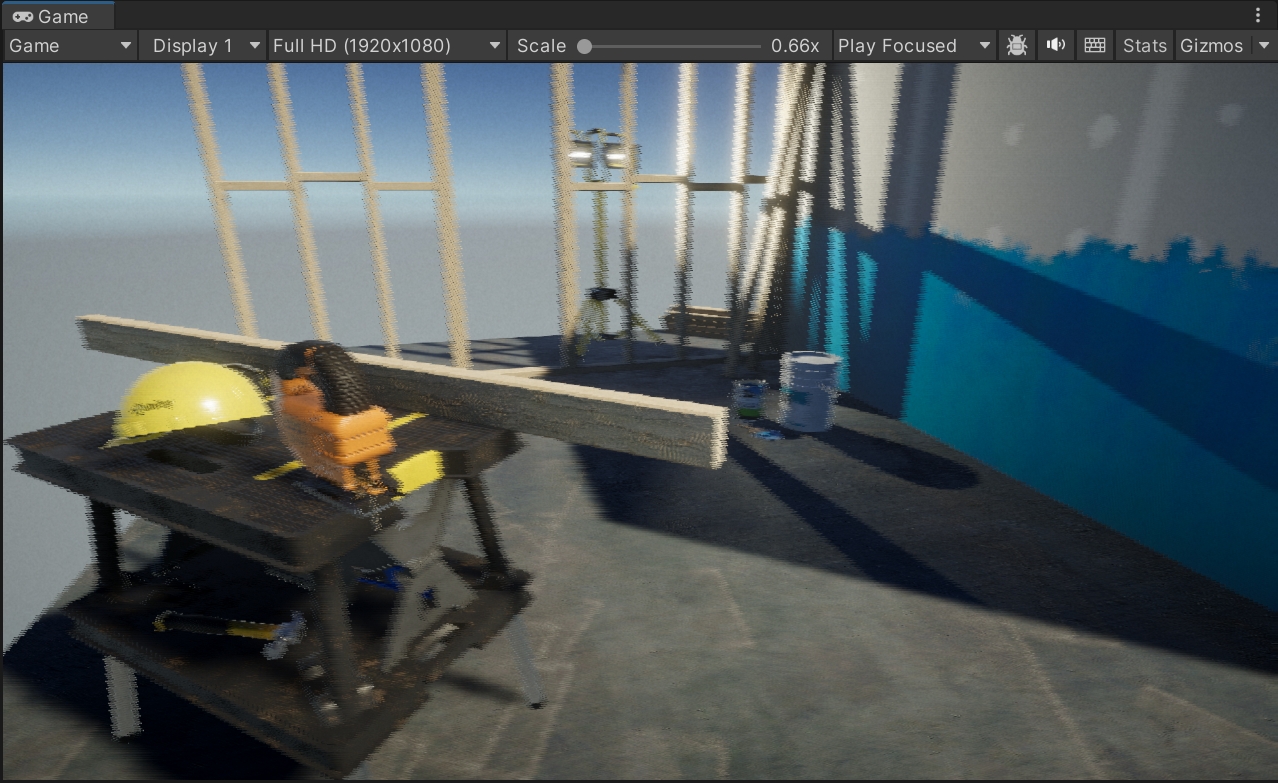 Game
Game
Display 1
Full HD (1920x1080)
Scale
0.66x
Play Focused
Stats
Gizmos